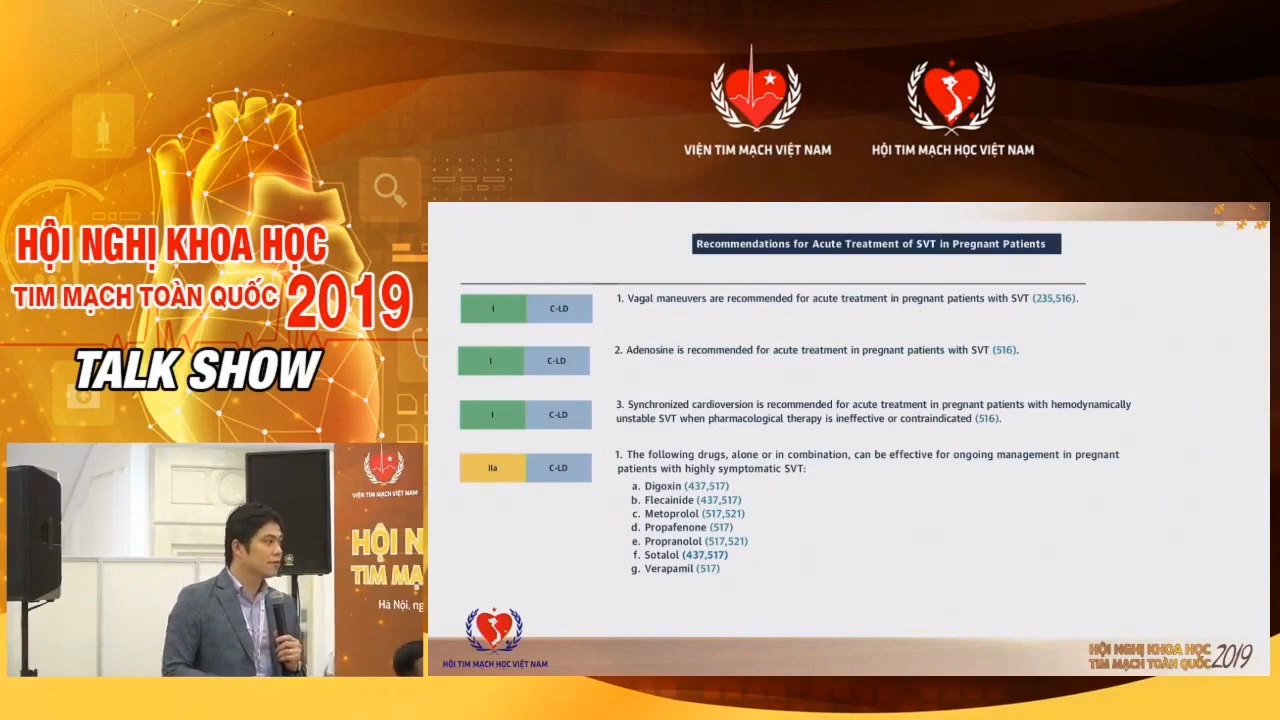 VIỆN TIM MẠCH VIỆT NAM
HỘI TIM MẠCH HỌC VIỆT NAM
HỘI NGHỊ KHOA HỌC
TIM MẠCH TOÀN QUỐC 2019
TALK SHOW
Recommendations for Acute Treatment of SVT in Pregnant Patients
I C-LD
1. Vagal maneuvers are recommended for acute treatment in pregnant patients with SVT (235,516).
I C-LD
2. Adenosine is recommended for acute treatment in pregnant patients with SVT (516).
I C-LD
3. Synchronized cardioversion is recommended for acute treatment in pregnant patients with hemodynamically
unstable SVT when pharmacological therapy is ineffective or contraindicated (516).
IIa C-LD
1. The following drugs, alone or in combination, can be effective for ongoing management in pregnant
patients with highly symptomatic SVT:
a. Digoxin (437,517)
b. Flecainide (437,517)
c. Metoprolol (517,521)
d. Propafenone (517)
e. Propranolol (517,521)
f. Sotalol (437,517)
g. Verapamil (517)
HỘI TIM MẠCH HỌC VIỆT NAM
HỘI NGHỊ KHOA HỌC
TIM MẠCH TOÀN QUỐC 2019
VIỆN TIM MẠCH VIỆT NAM
HỘI N
TIM MẠ
Hà Nội, ng